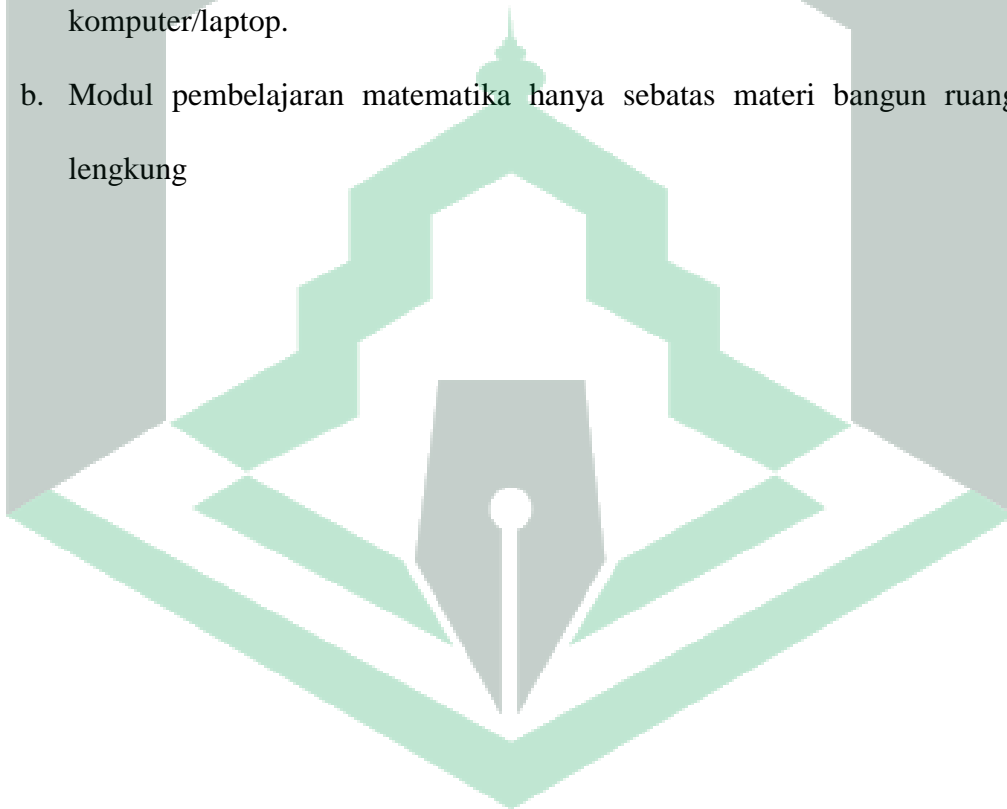 komputer/laptop.
b. Modul pembelajaran matematika hanya sebatas materi bangun ruang
lengkung